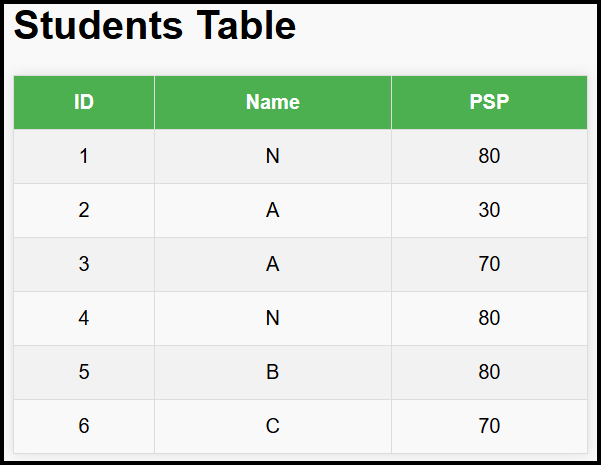 Students Table
ID Name PSP
1 N 80
2 A 30
3 A 70
4 N 80
5 B 80
6 C 70